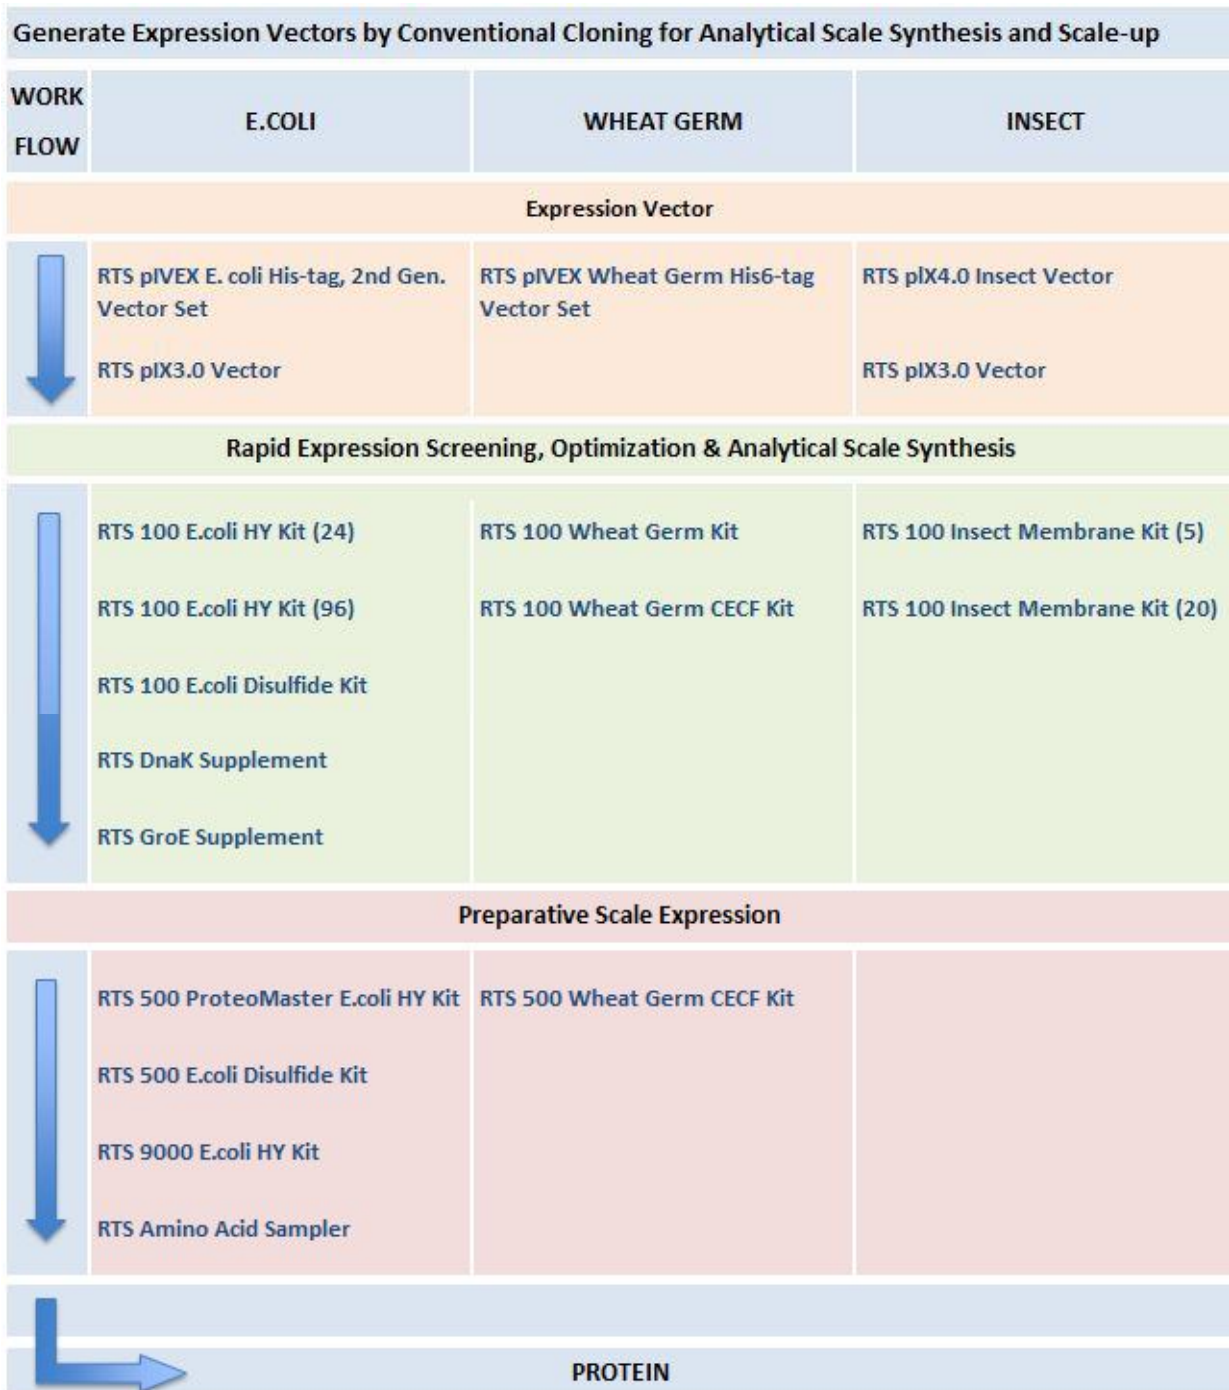 Generate Expression Vectors by Conventional Cloning for Analytical Scale Synthesis and Scale-up
WORK
FLOW
E.COLI
WHEAT GERM
INSECT
Expression Vector
RTS pIVEX E. coli His-tag, 2nd Gen.
Vector Set
RTS pIVEX Wheat Germ His6-tag
Vector Set
RTS pIX4.0 Insect Vector
RTS pIX3.0 Vector
RTS pIX3.0 Vector
Rapid Expression Screening, Optimization & Analytical Scale Synthesis
RTS 100 E.coli HY Kit (24)
RTS 100 Wheat Germ Kit
RTS 100 Insect Membrane Kit (5)
RTS 100 E.coli HY Kit (96)
RTS 100 Wheat Germ CECF Kit
RTS 100 Insect Membrane Kit (20)
RTS 100 E.coli Disulfide Kit
RTS DnaK Supplement
RTS GroE Supplement
Preparative Scale Expression
RTS 500 ProteoMaster E.coli HY Kit
RTS 500 Wheat Germ CECF Kit
RTS 500 E.coli Disulfide Kit
RTS 9000 E.coli HY Kit
RTS Amino Acid Sampler
PROTEIN